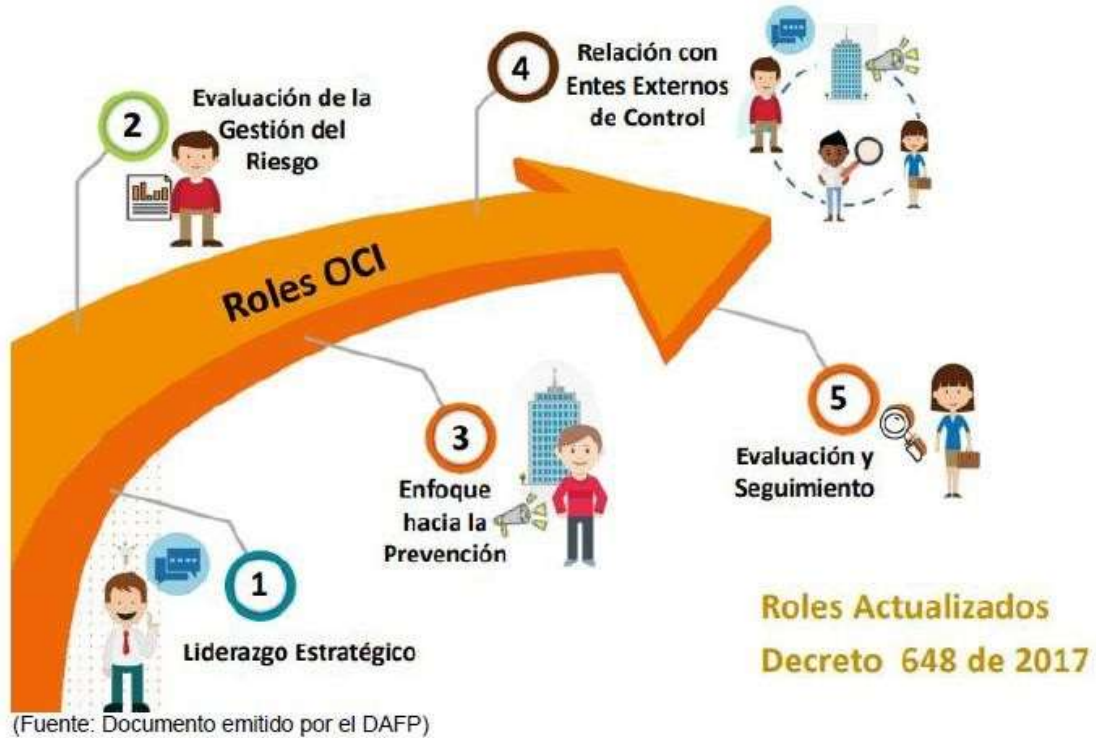 4
Relación con
Entes Externos
de Control
2
Evaluación de la
Gestión del
Riesgo
Roles OCI
3
Enfoque
hacia la
Prevención
5
Evaluación y
Seguimiento
1
Liderazgo Estratégico
Roles Actualizados
Decreto 648 de 2017
(Fuente: Documento emitido por el DAFP)